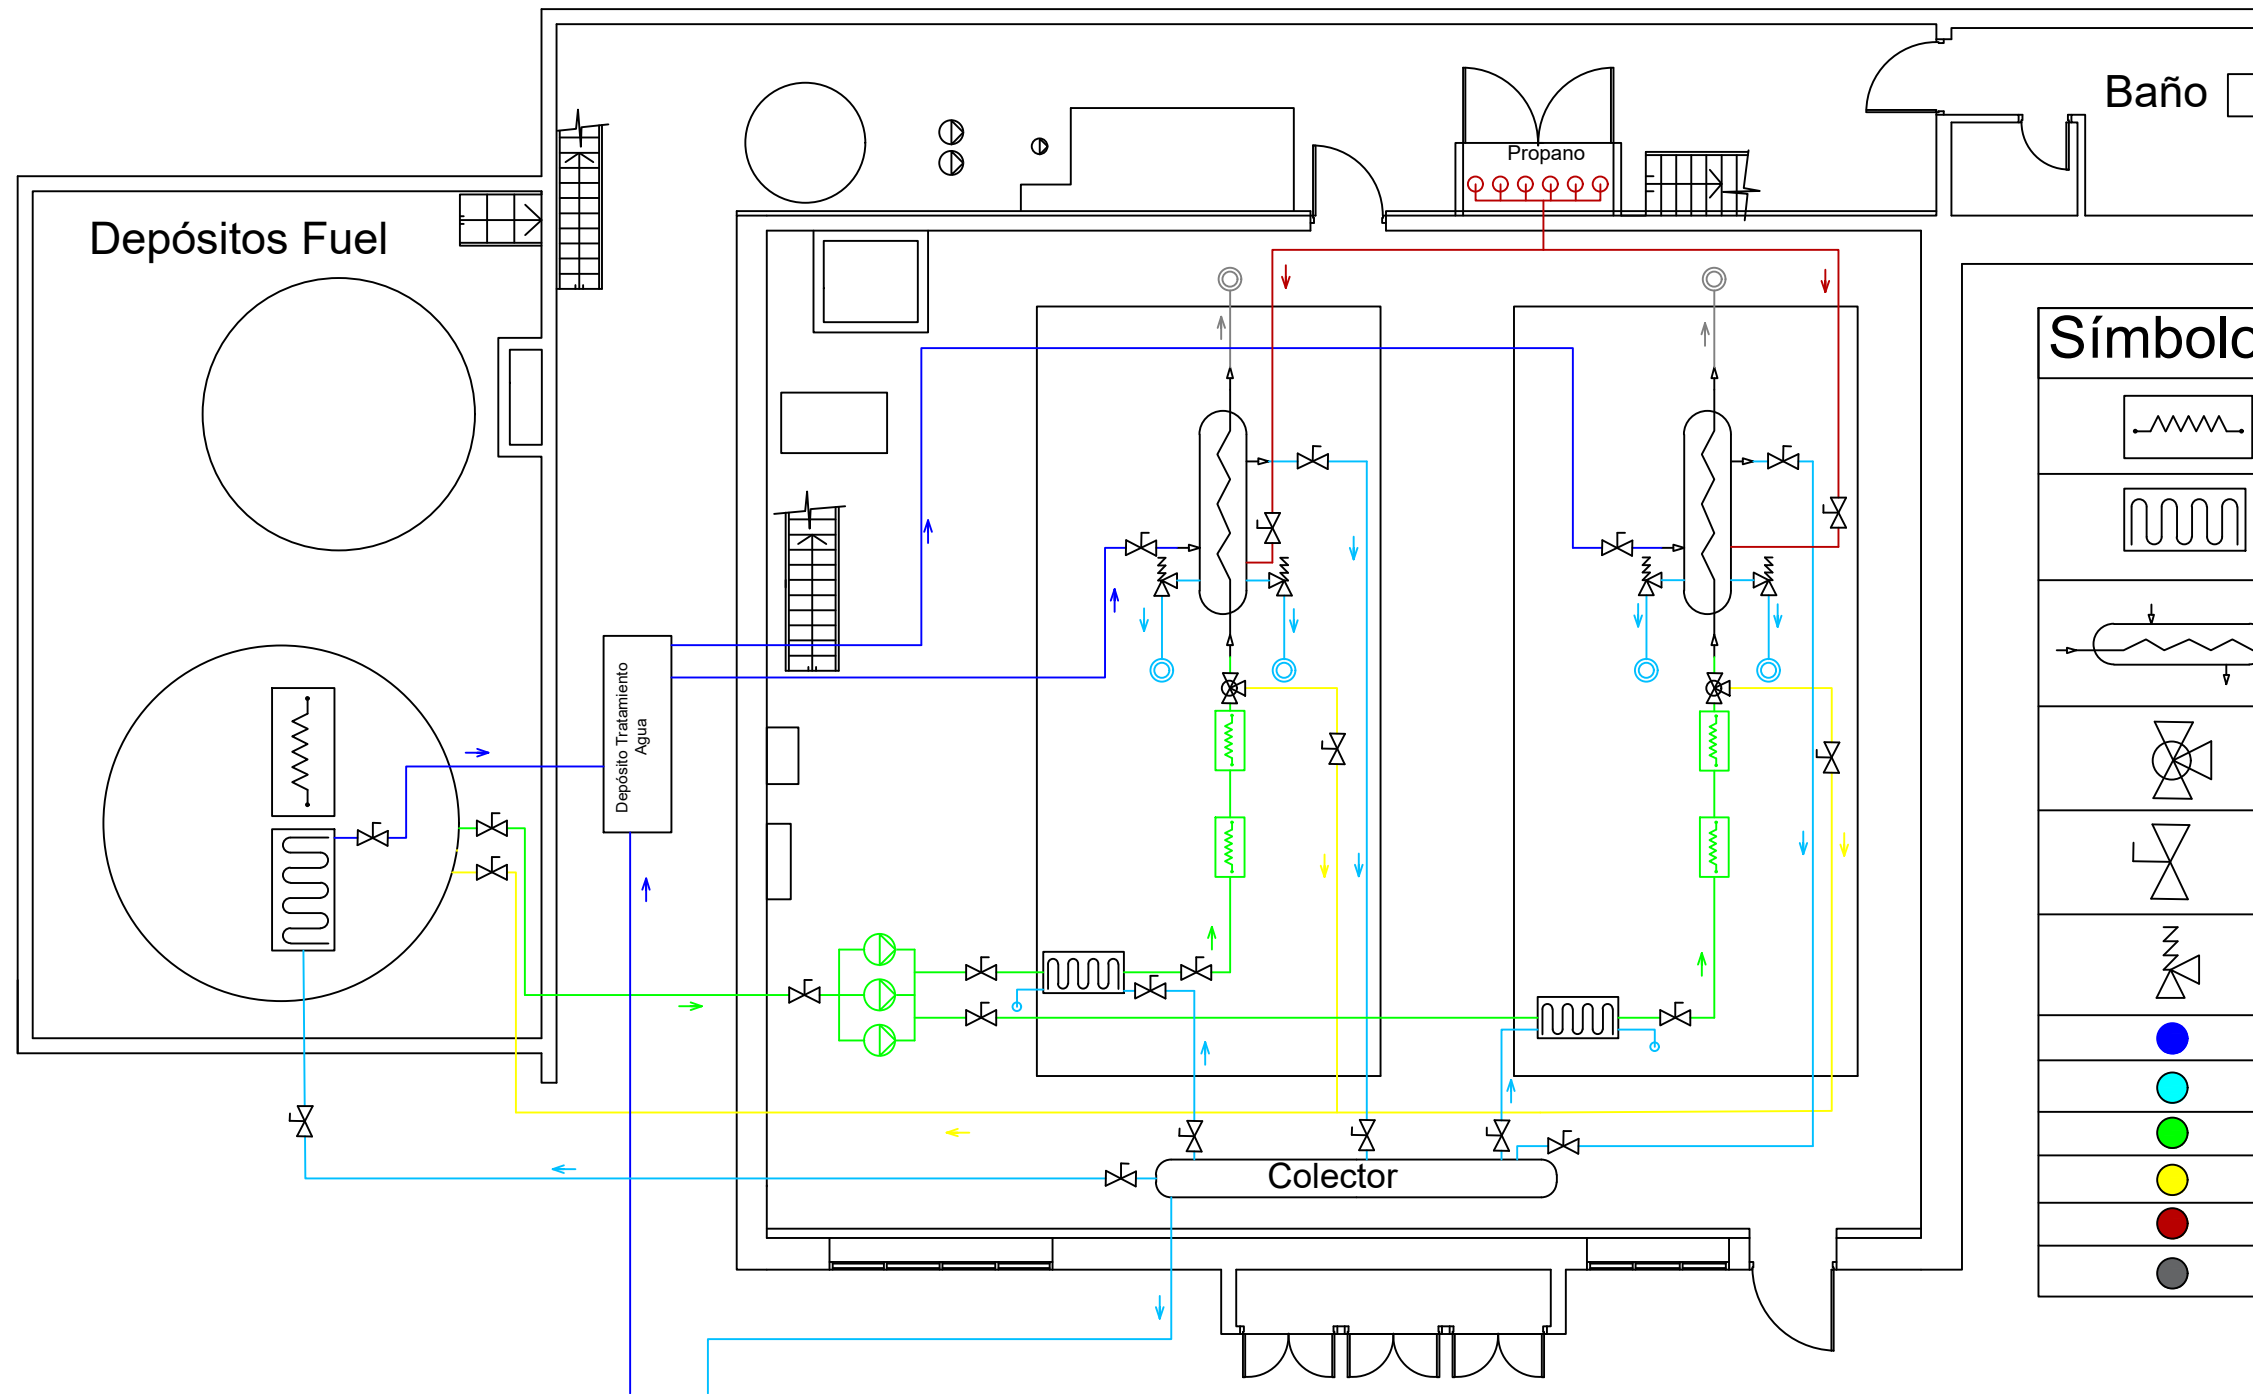 Baño
Propano
Depósitos Fuel
Símbolo
Depósito Tratamiento
Agua
Colector